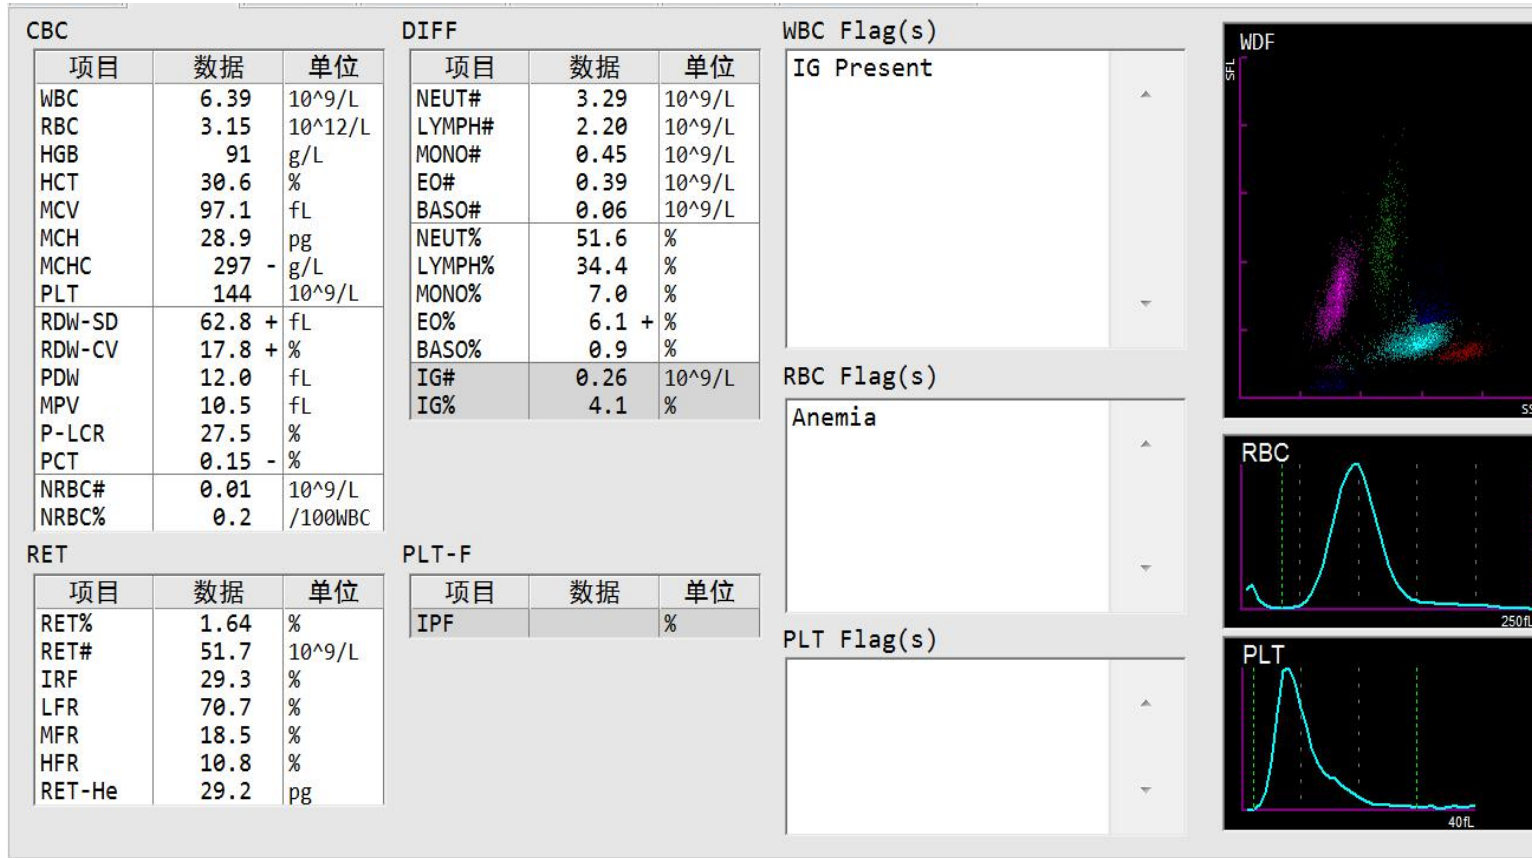 CBC
项目 数据 单位
WBC 6.39 10^9/L
RBC 3.15 10^12/L
HGB 91 g/L
HCT 30.6 %
MCV 97.1 fL
MCH 28.9 pg
MCHC 297 - g/L
PLT 144 10^9/L
RDW-SD 62.8 + fL
RDW-CV 17.8 + %
PDW 12.0 fL
MPV 10.5 fL
P-LCR 27.5 %
PCT 0.15 - %
NRBC# 0.01 10^9/L
NRBC% 0.2 /100WBC
RET
项目 数据 单位
RET% 1.64 %
RET# 51.7 10^9/L
IRF 29.3 %
LFR 70.7 %
MFR 18.5 %
HFR 10.8 %
RET-He 29.2 pg
DIFF
项目 数据 单位
NEUT# 3.29 10^9/L
LYMPH# 2.20 10^9/L
MONO# 0.45 10^9/L
EO# 0.39 10^9/L
BASO# 0.06 10^9/L
NEUT% 51.6 %
LYMPH% 34.4 %
MONO% 7.0 %
EO% 6.1 + %
BASO% 0.9 %
IG# 0.26 10^9/L
IG% 4.1 %
PLT-F
项目 数据 单位
IPF %
WBC Flag(s)
IG Present
RBC Flag(s)
Anemia
PLT Flag(s)
WDF
SFL
RBC
250fL
PLT
40fL